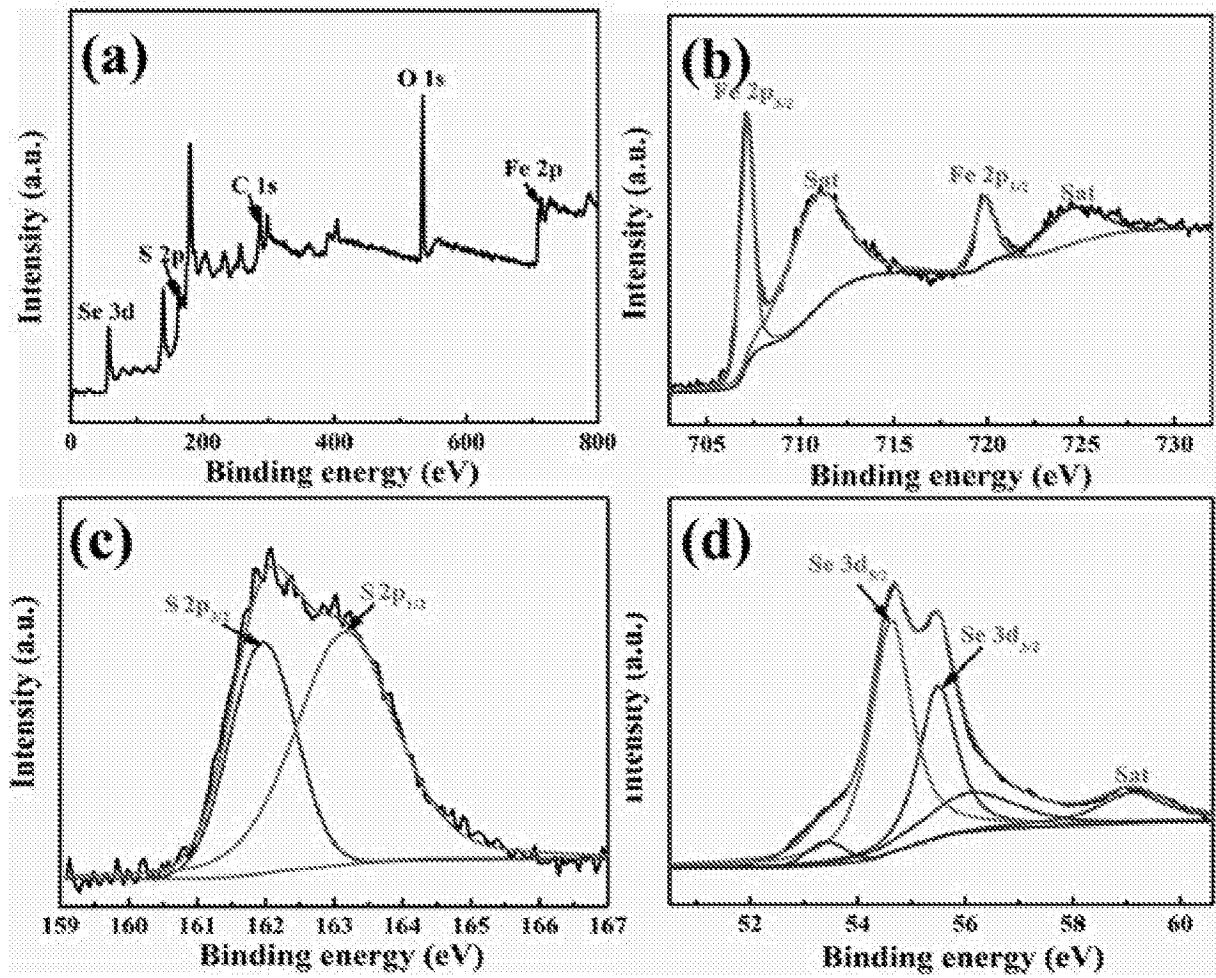 (a)
O 1s
Fe 2p
C 1s
S 2p
Se 3d
Intensity (a.u.)
0 200 400 600 800
Binding energy (eV)
(b)
Fe 2p3/2
Sat
Fe 2p1/2
Sat
Intensity (a.u.)
705 710 715 720 725 730
Binding energy (eV)
(c)
S 2p3/2
S 2p1/2
Intensity (a.u.)
159 160 161 162 163 164 165 166 167
Binding energy (eV)
(d)
Se 3d5/2
Se 3d3/2
Sat
Intensity (a.u.)
52 54 56 58 60
Binding energy (eV)